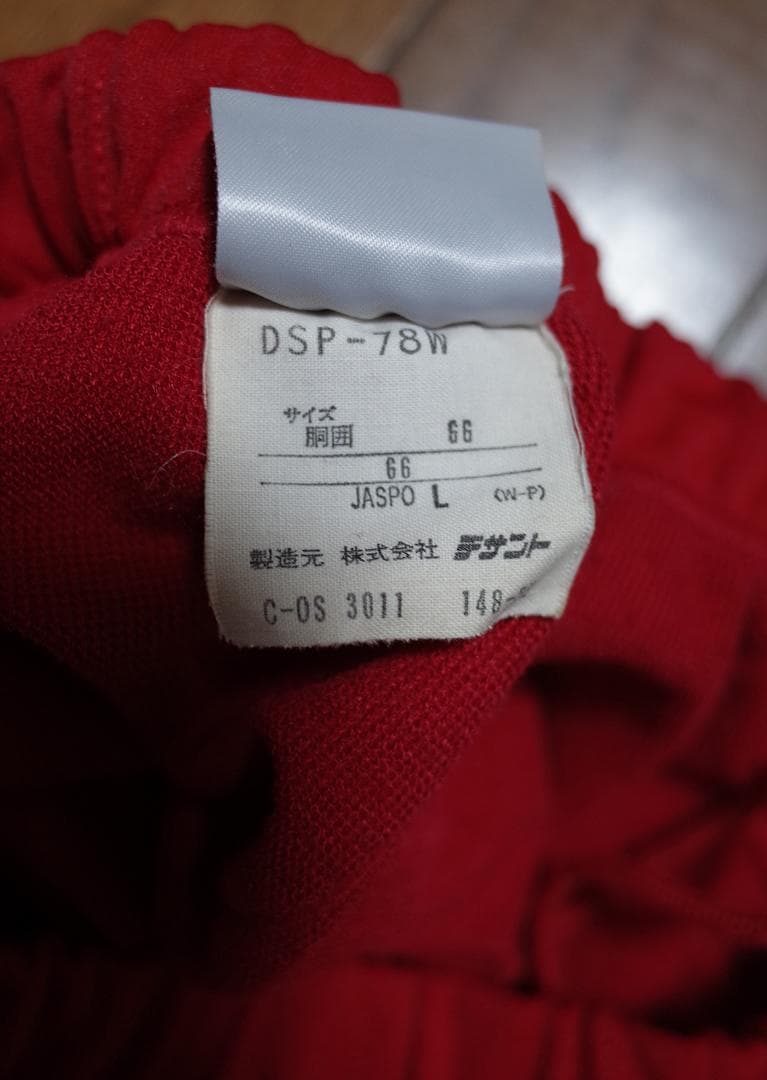 DSP-78W
サイズ
胴囲 66
66
JASPO L (W-P)
製造元 株式会社 デサント
C-OS 3011 148-